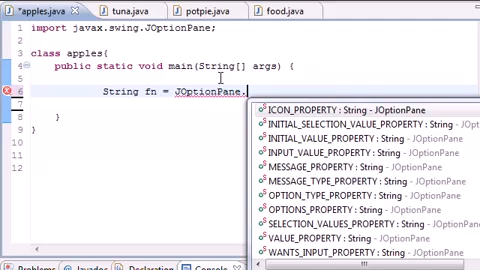 *apples.java
tuna.java
potpie.java
food.java
1 import javax.swing.JOptionPane;
2
3 class apples{
4 public static void main(String[] args) {
5
6 String fn = JOptionPane.
7
8 }
9 }
10
11
12
ICON_PROPERTY : String - JOptionPane
INITIAL_SELECTION_VALUE_PROPERTY : String - JOptionPane
INITIAL_VALUE_PROPERTY : String - JOptionPane
INPUT_VALUE_PROPERTY : String - JOptionPane
MESSAGE_PROPERTY : String - JOptionPane
MESSAGE_TYPE_PROPERTY : String - JOptionPane
OPTION_TYPE_PROPERTY : String - JOptionPane
OPTIONS_PROPERTY : String - JOptionPane
SELECTION_VALUES_PROPERTY : String - JOptionPane
VALUE_PROPERTY : String - JOptionPane
WANTS_INPUT_PROPERTY : String - JOptionPane
Problems
Javadoc
Declaration
Console